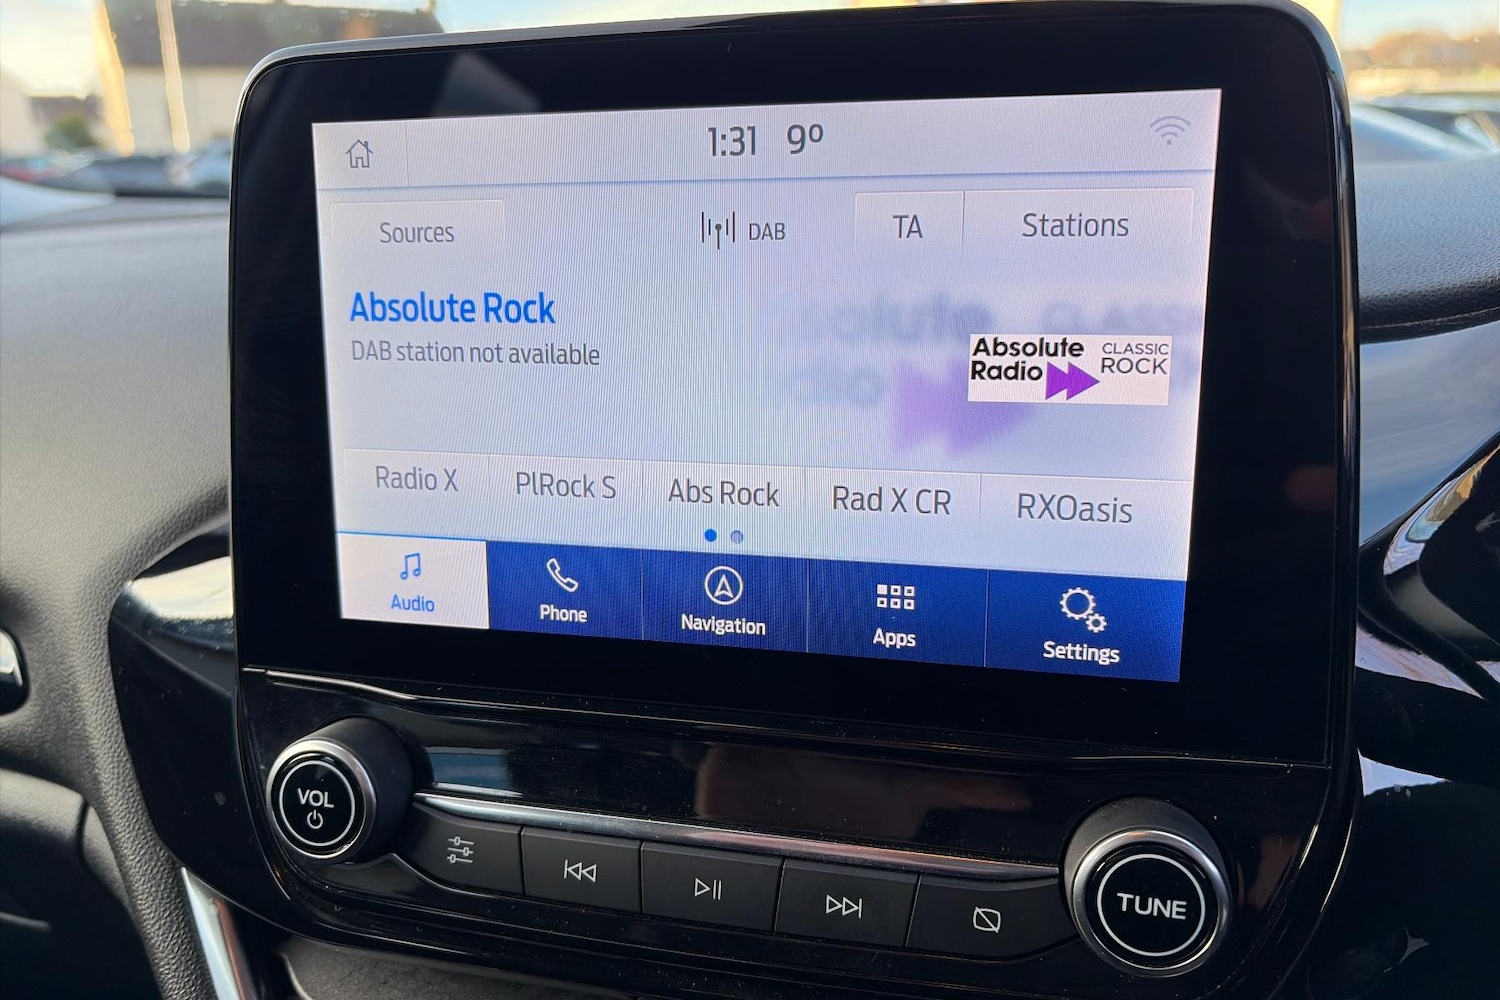 1:31 9º
Sources
DAB
TA
Stations
Absolute Rock
DAB station not available
Absolute
Radio
CLASSIC
ROCK
Radio X
PlRock S
Abs Rock
Rad X CR
RXOasis
Audio
Phone
Navigation
Apps
Settings
VOL
TUNE